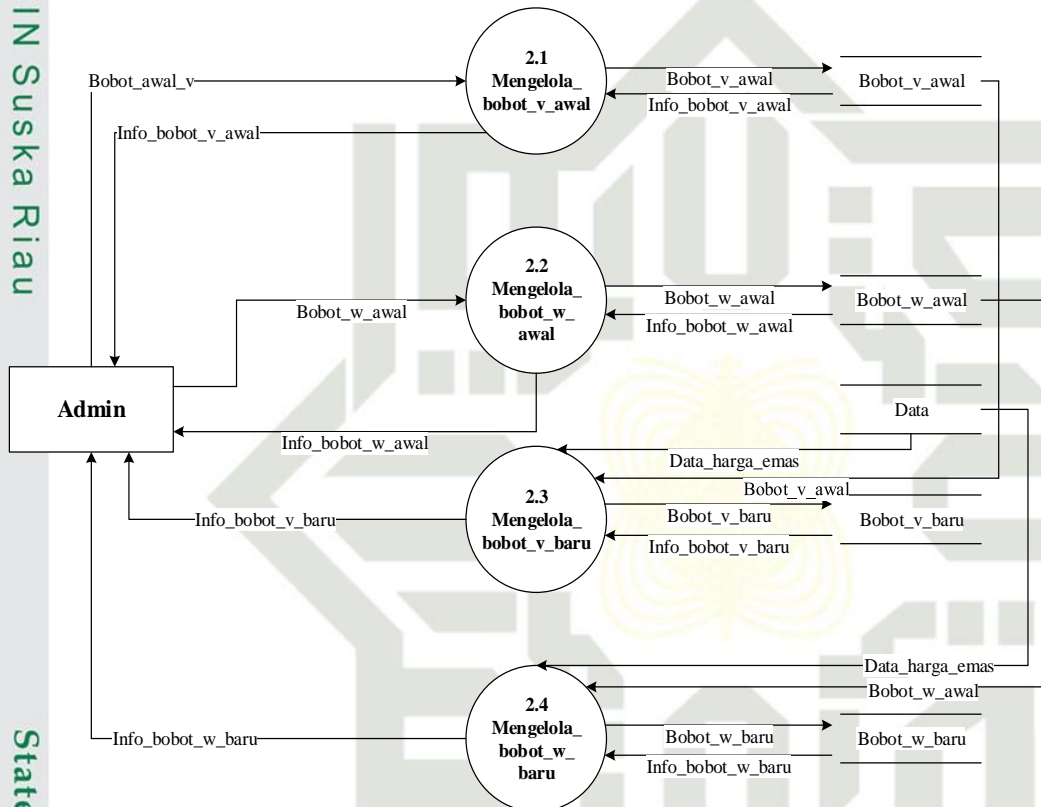 IN Suska Riau
State
2.1
Mengelola_
bobot_v_awal
Bobot_awal_v
Bobot_v_awal
Bobot_v_awal
Info_bobot_v_awal
Info_bobot_v_awal
2.2
Mengelola_
bobot_w_
awal
Bobot_w_awal
Bobot_w_awal
Bobot_w_awal
Info_bobot_w_awal
Admin
Data
Info_bobot_w_awal
Data_harga_emas
Bobot_v_awal
2.3
Mengelola_
bobot_v_baru
Info_bobot_v_baru
Bobot_v_baru
Bobot_v_baru
Info_bobot_v_baru
Data_harga_emas
Bobot_w_awal
2.4
Mengelola_
bobot_w_
baru
Info_bobot_w_baru
Bobot_w_baru
Bobot_w_baru
Info_bobot_w_baru